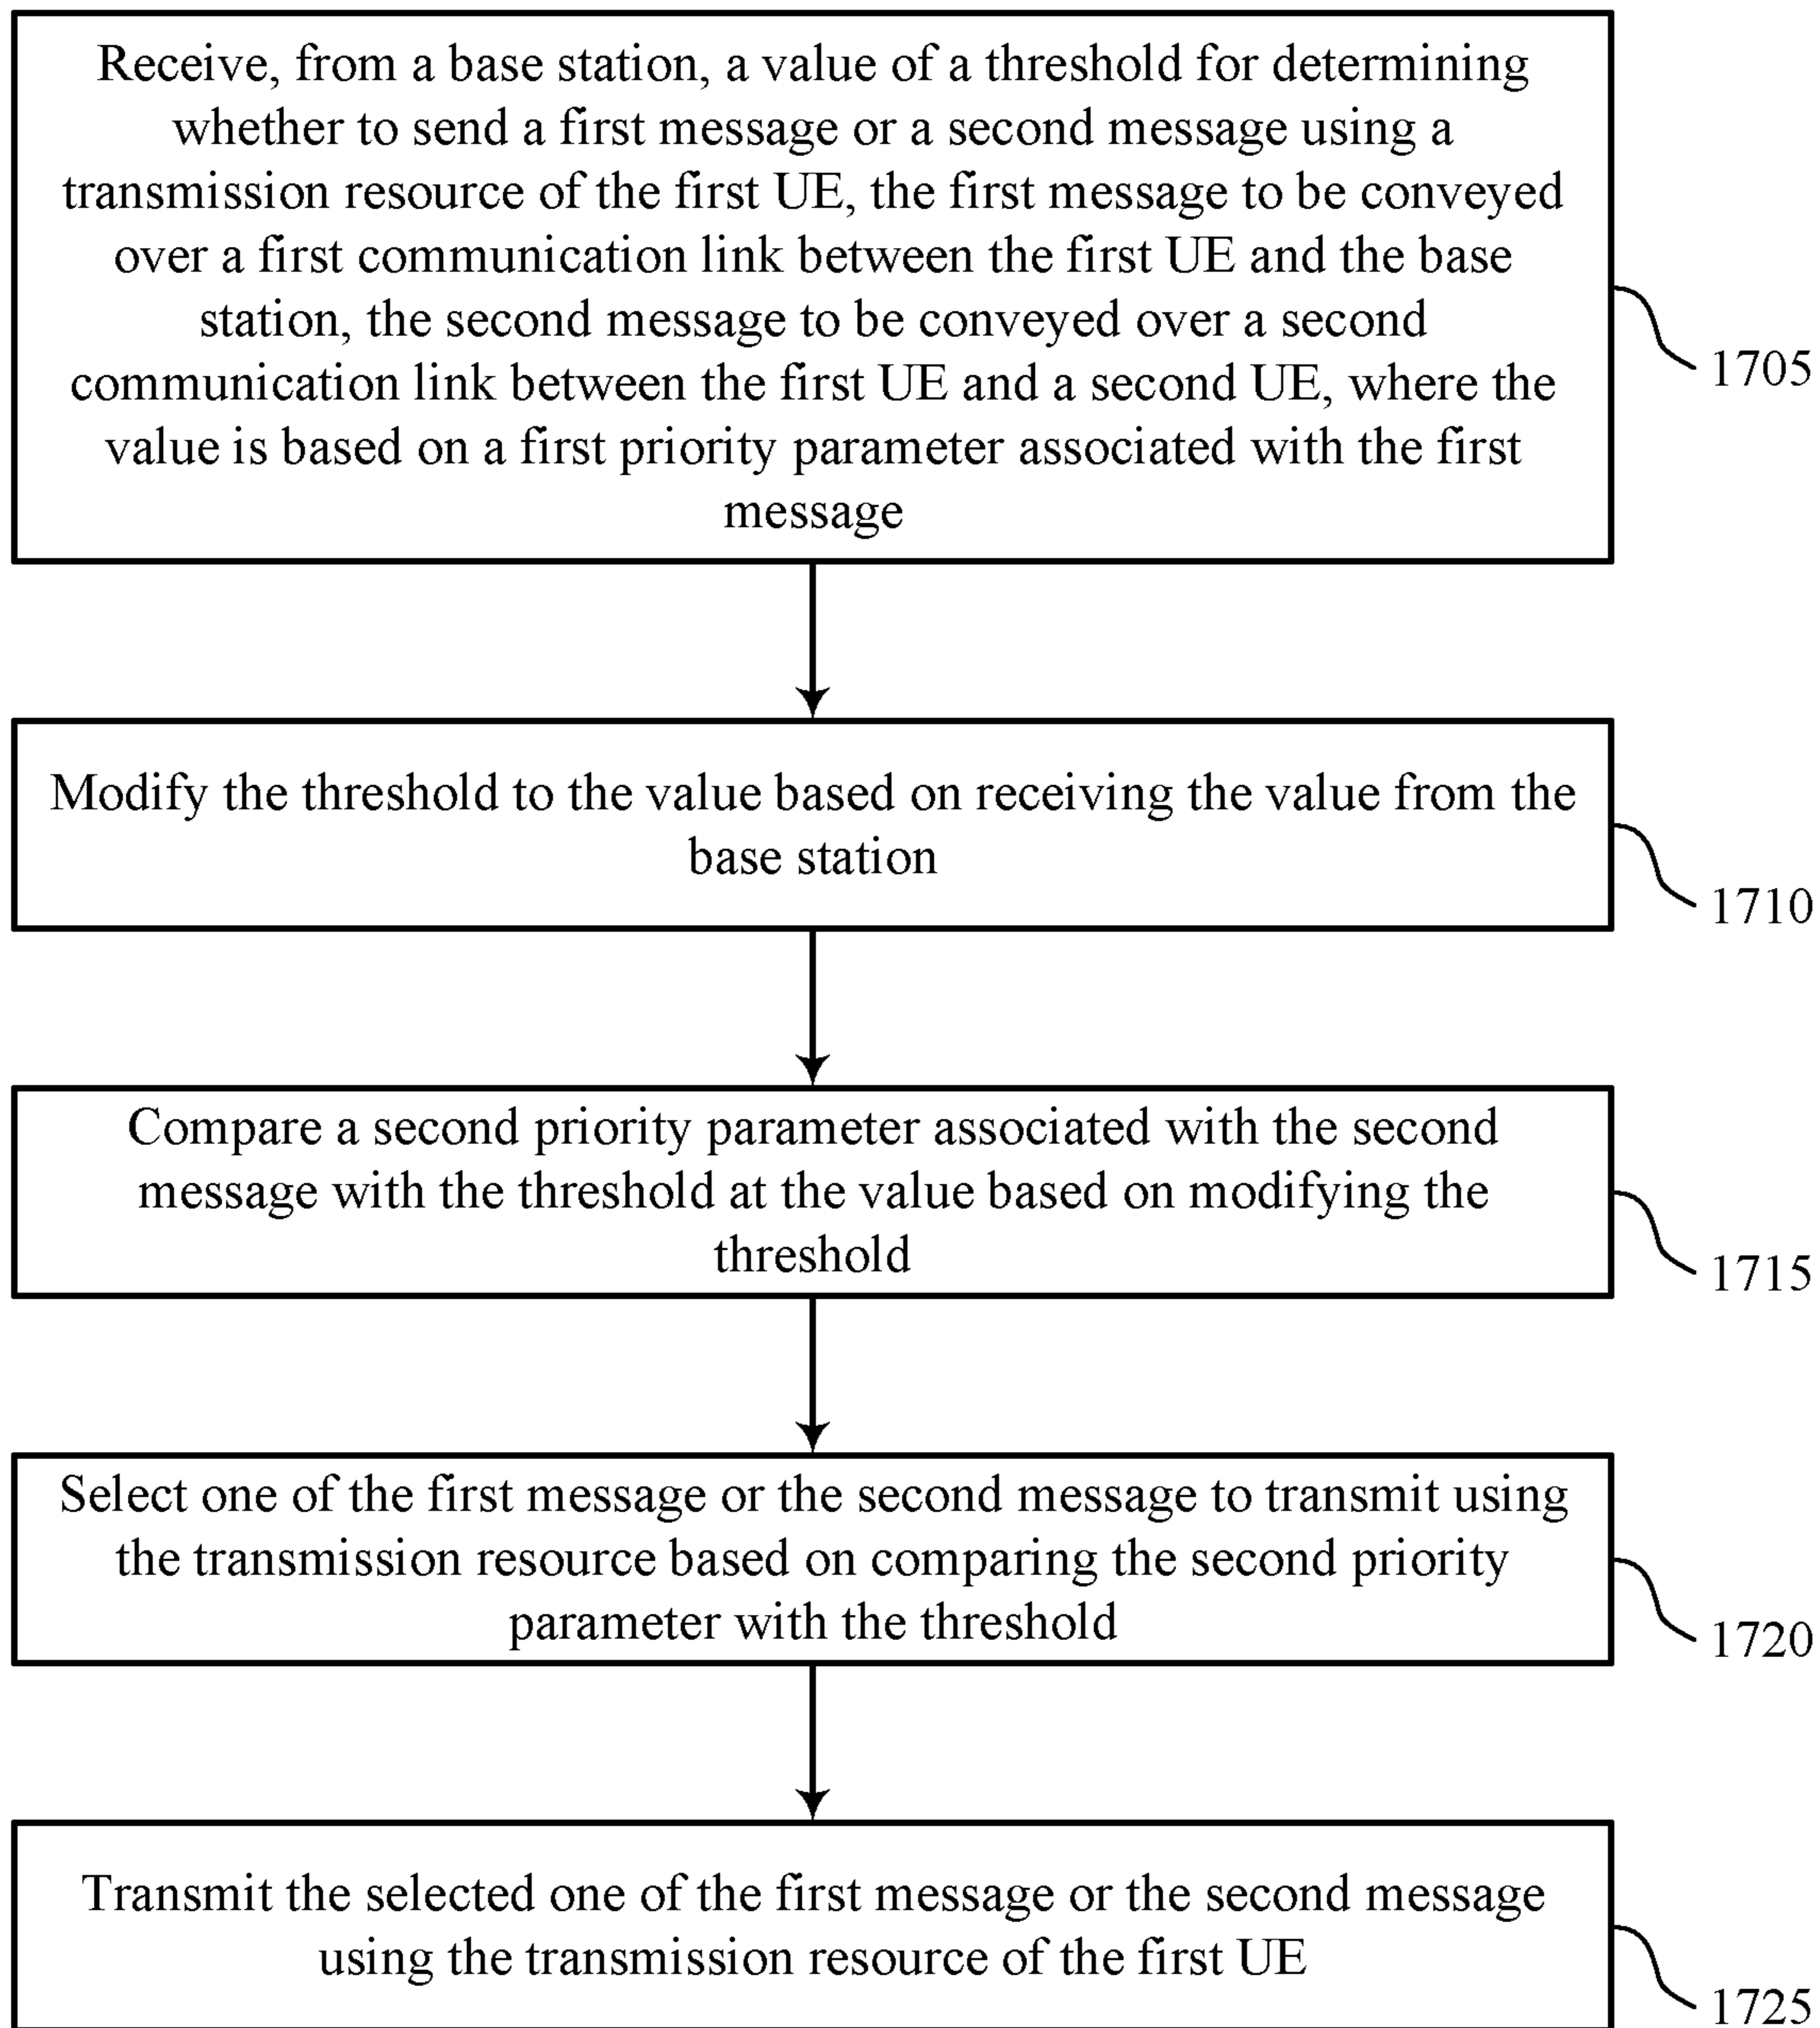 Receive, from a base station, a value of a threshold for determining
whether to send a first message or a second message using a
transmission resource of the first UE, the first message to be conveyed
over a first communication link between the first UE and the base
station, the second message to be conveyed over a second
communication link between the first UE and a second UE, where the
value is based on a first priority parameter associated with the first
message
1705
Modify the threshold to the value based on receiving the value from the
base station
1710
Compare a second priority parameter associated with the second
message with the threshold at the value based on modifying the
threshold
1715
Select one of the first message or the second message to transmit using
the transmission resource based on comparing the second priority
parameter with the threshold
1720
Transmit the selected one of the first message or the second message
using the transmission resource of the first UE
1725